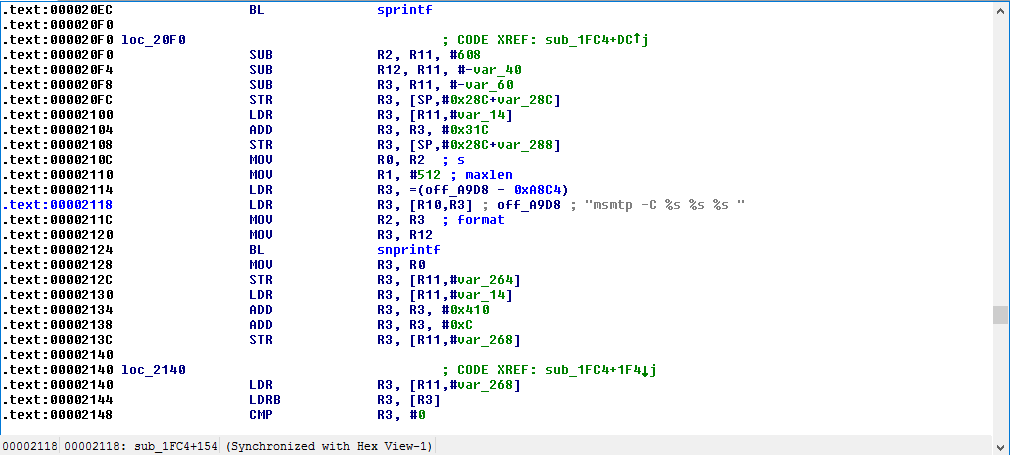 .text:000020EC BL sprintf
.text:000020F0
.text:000020F0 loc_20F0 ; CODE XREF: sub_1FC4+DC↑j
.text:000020F0 SUB R2, R11, #608
.text:000020F4 SUB R12, R11, #-var_40
.text:000020F8 SUB R3, R11, #-var_60
.text:000020FC STR R3, [SP,#0x28C+var_28C]
.text:00002100 LDR R3, [R11,#var_14]
.text:00002104 ADD R3, R3, #0x31C
.text:00002108 STR R3, [SP,#0x28C+var_288]
.text:0000210C MOV R0, R2 ; s
.text:00002110 MOV R1, #512 ; maxlen
.text:00002114 LDR R3, =(off_A9D8 - 0xA8C4)
.text:00002118 LDR R3, [R10,R3] ; off_A9D8 ; "msmtp -C %s %s %s "
.text:0000211C MOV R2, R3 ; format
.text:00002120 MOV R3, R12
.text:00002124 BL snprintf
.text:00002128 MOV R3, R0
.text:0000212C STR R3, [R11,#var_264]
.text:00002130 LDR R3, [R11,#var_14]
.text:00002134 ADD R3, R3, #0x410
.text:00002138 ADD R3, R3, #0xC
.text:0000213C STR R3, [R11,#var_268]
.text:00002140
.text:00002140 loc_2140 ; CODE XREF: sub_1FC4+1F4↓j
.text:00002140 LDR R3, [R11,#var_268]
.text:00002144 LDRB R3, [R3]
.text:00002148 CMP R3, #0
00002118 00002118: sub_1FC4+154 (Synchronized with Hex View-1)